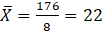 X̄ = 176/8 = 22